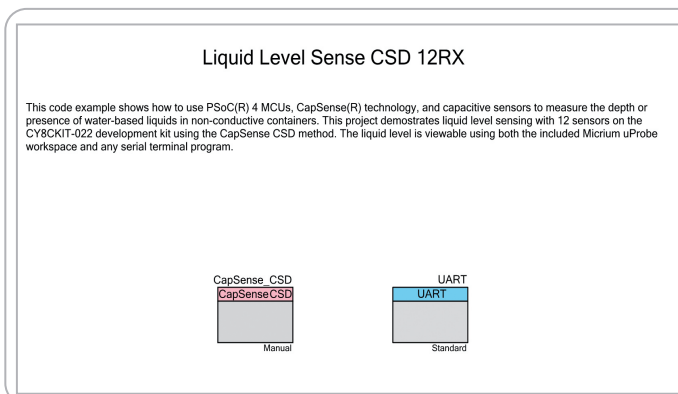 Liquid Level Sense CSD 12RX
This code example shows how to use PSoC(R) 4 MCUs, CapSense(R) technology, and capacitive sensors to measure the depth or
presence of water-based liquids in non-conductive containers. This project demostrates liquid level sensing with 12 sensors on the
CY8CKIT-022 development kit using the CapSense CSD method. The liquid level is viewable using both the included Micrium uProbe
workspace and any serial terminal program.
CapSense_CSD
CapSenseCSD
Manual
UART
UART
Standard